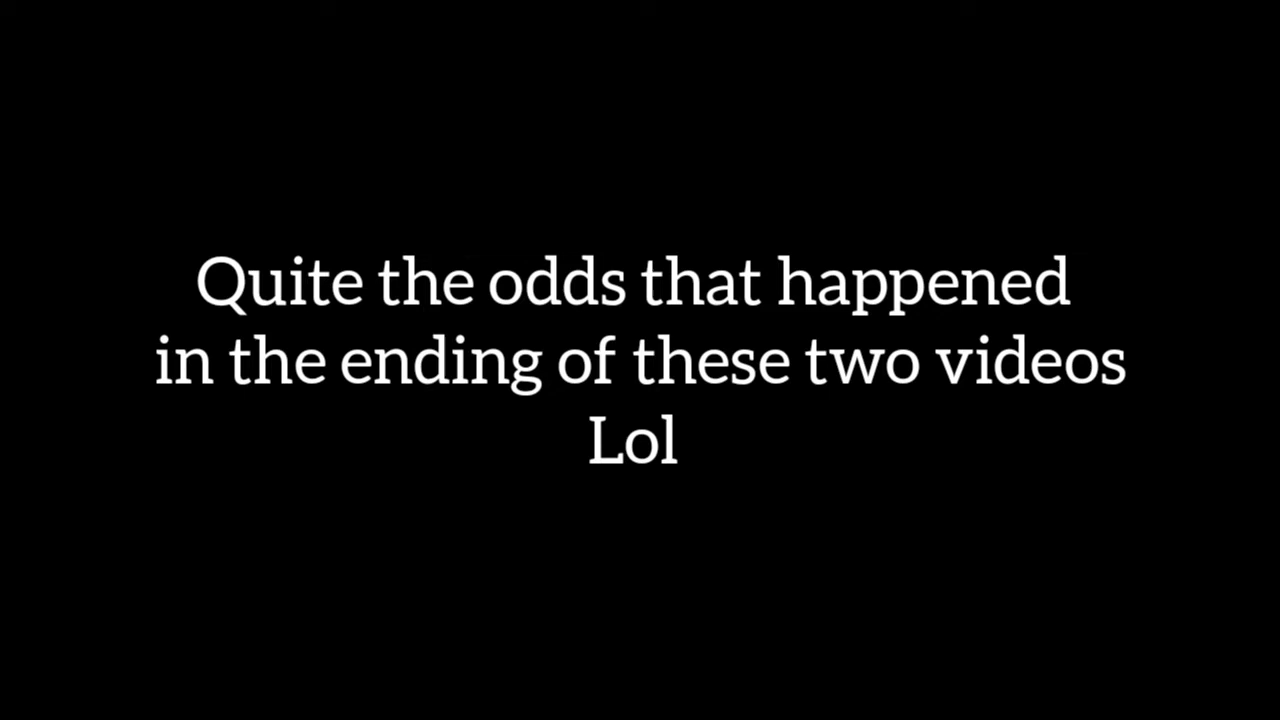 Quite the odds that happened
in the ending of these two videos
Lol